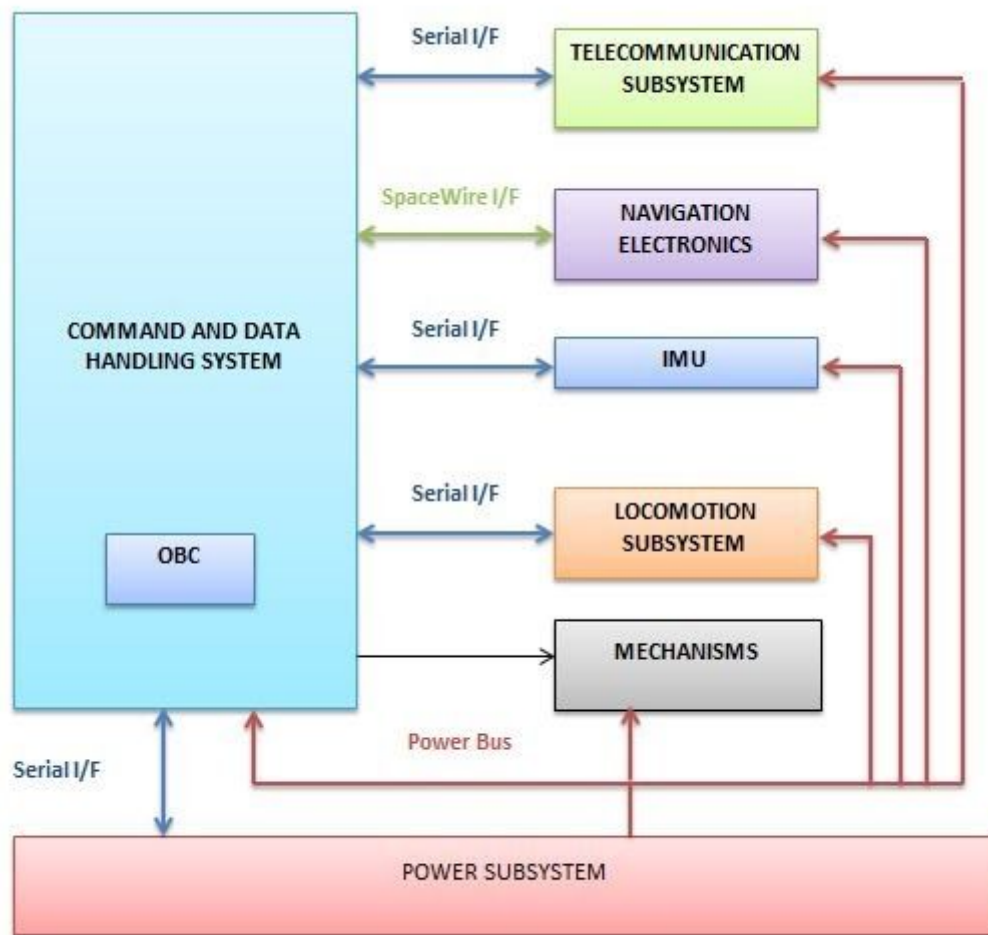 Serial I/F
TELECOMMUNICATION
SUBSYSTEM
SpaceWire I/F
NAVIGATION
ELECTRONICS
COMMAND AND DATA
HANDLING SYSTEM
Serial I/F
IMU
Serial I/F
LOCOMOTION
SUBSYSTEM
OBC
MECHANISMS
Power Bus
Serial I/F
POWER SUBSYSTEM